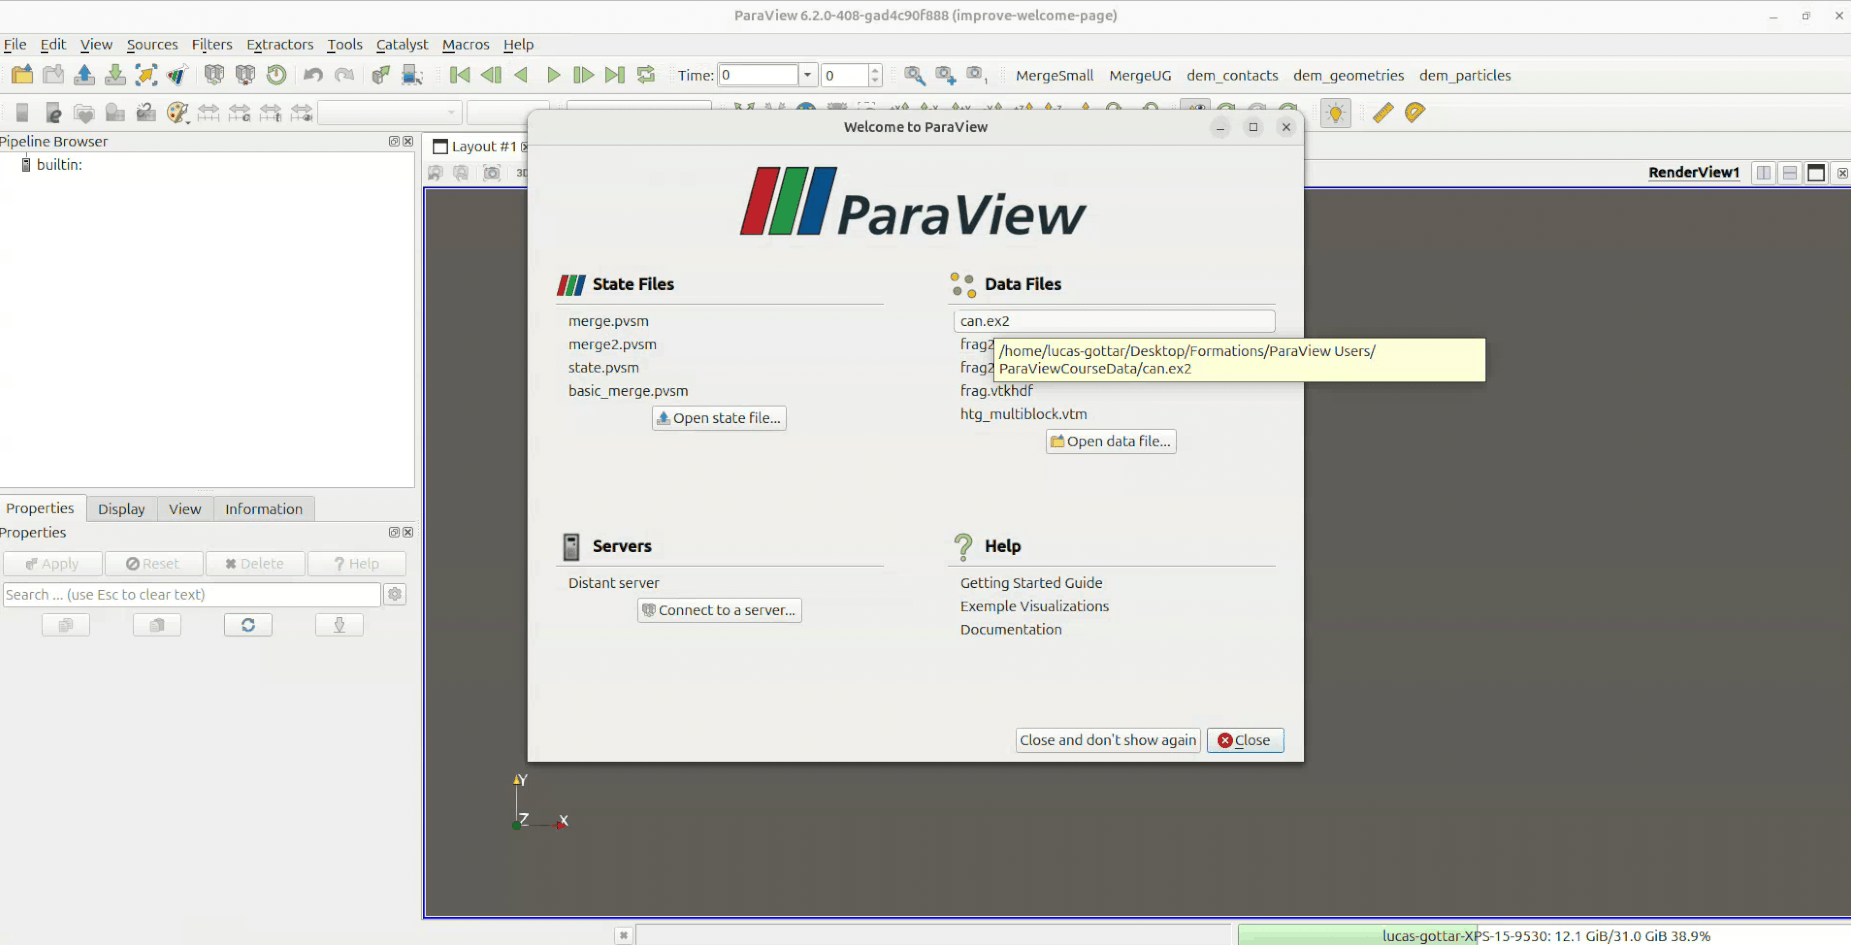 ParaView 6.2.0-408-gad4c90f888 (improve-welcome-page)
File Edit View Sources Filters Extractors Tools Catalyst Macros Help
Time: 0 0 MergeSmall MergeUG dem_contacts dem_geometries dem_particles
Pipeline Browser
builtin:
Layout #1
3D
RenderView1
Welcome to ParaView
ParaView
State Files
merge.pvsm
merge2.pvsm
state.pvsm
basic_merge.pvsm
Open state file...
Data Files
can.ex2
frag2
/home/lucas-gottar/Desktop/Formations/ParaView Users/
frag2
ParaViewCourseData/can.ex2
frag.vtkhdf
htg_multiblock.vtm
Open data file...
Servers
Distant server
Connect to a server...
Help
Getting Started Guide
Exemple Visualizations
Documentation
Close and don't show again Close
Properties Display View Information
Properties
Apply Reset Delete Help
Search ... (use Esc to clear text)
Y
Z X
lucas-gottar-XPS-15-9530: 12.1 GiB/31.0 GiB 38.9%